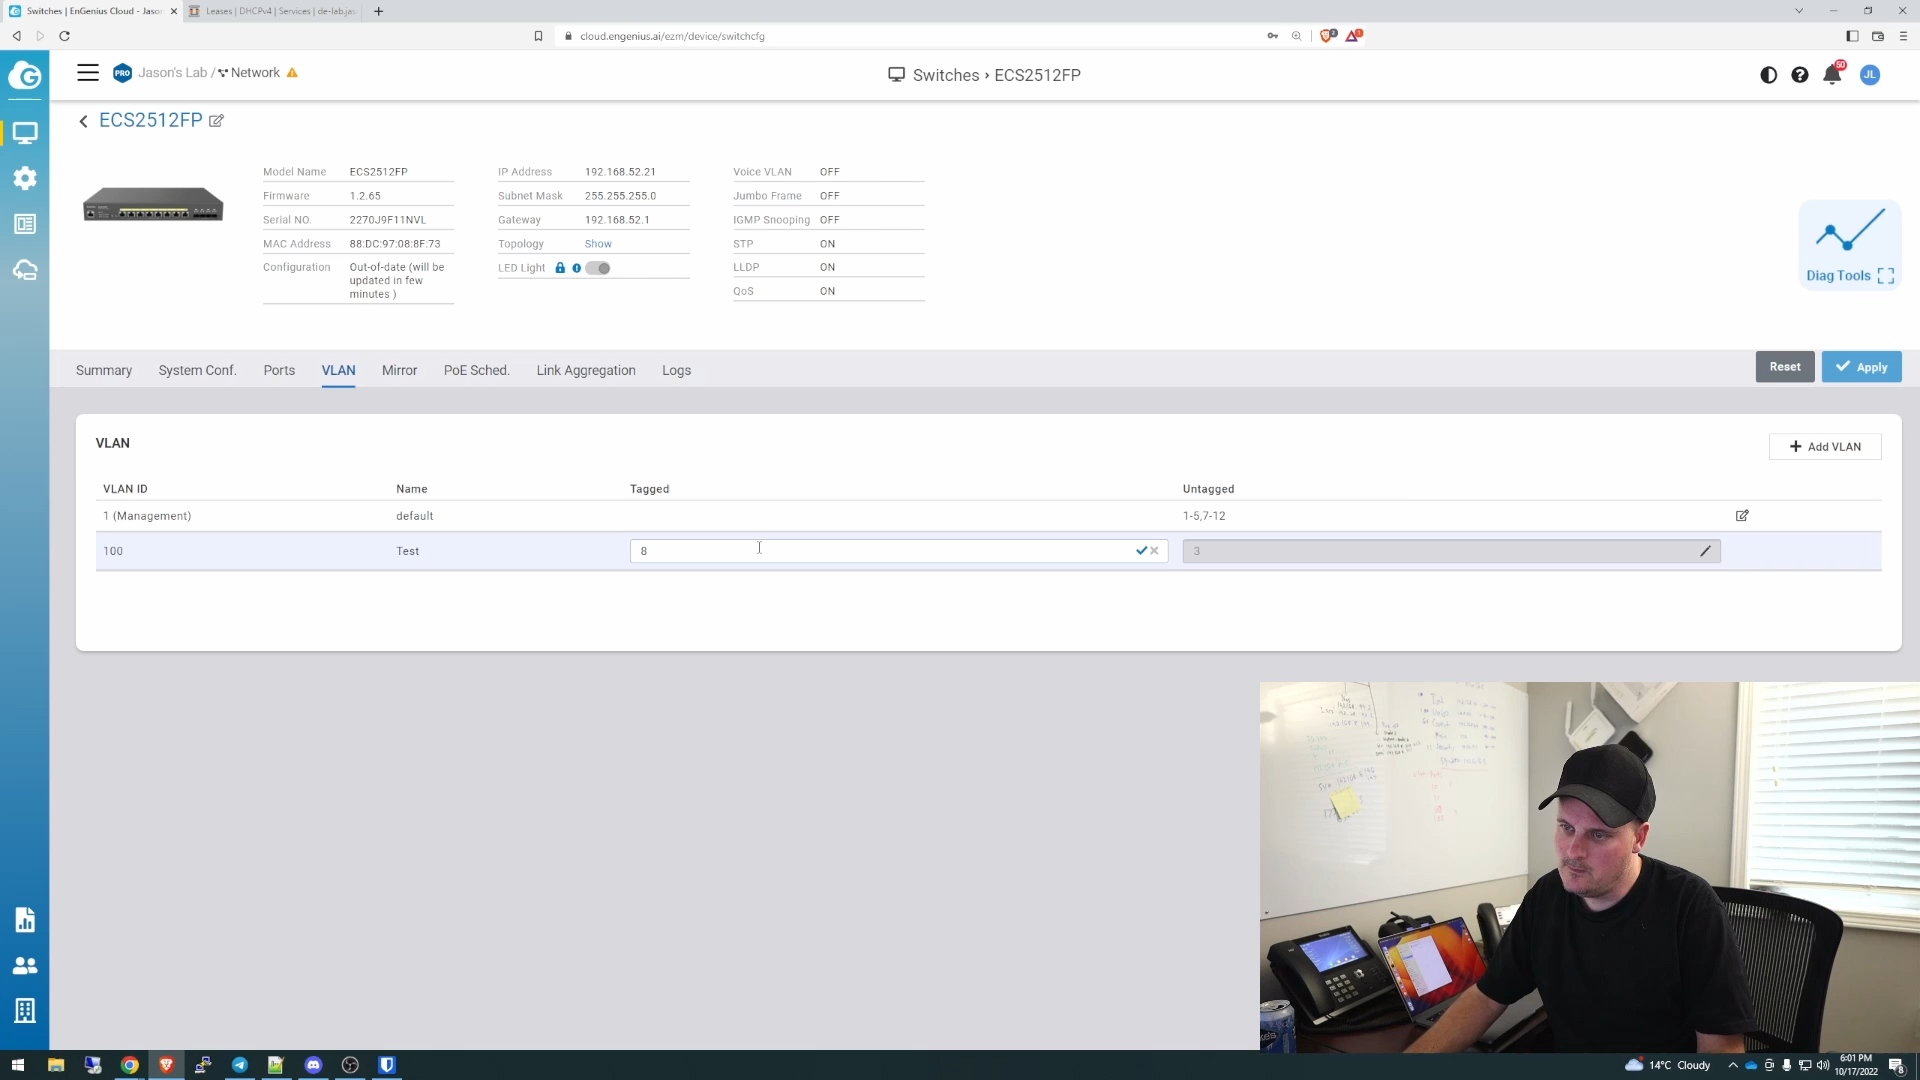 Switches | EnGenius Cloud - Jason
Leases | DHCPv4 | Services | de-lab.jas
cloud.engenius.ai/ezm/device/switchcfg
PRO Jason's Lab / Network
Switches › ECS2512FP
50
JL
ECS2512FP
Model Name ECS2512FP
Firmware 1.2.65
Serial NO. 2270J9F11NVL
MAC Address 88:DC:97:08:8F:73
Configuration Out-of-date (will be
updated in few
minutes )
IP Address 192.168.52.21
Subnet Mask 255.255.255.0
Gateway 192.168.52.1
Topology Show
LED Light
Voice VLAN OFF
Jumbo Frame OFF
IGMP Snooping OFF
STP ON
LLDP ON
QoS ON
Diag Tools
Summary System Conf. Ports VLAN Mirror PoE Sched. Link Aggregation Logs
Reset Apply
VLAN
+ Add VLAN
VLAN ID Name Tagged Untagged
1 (Management) default 1-5,7-12
100 Test 8 3
14°C Cloudy
6:01 PM
10/17/2022
8